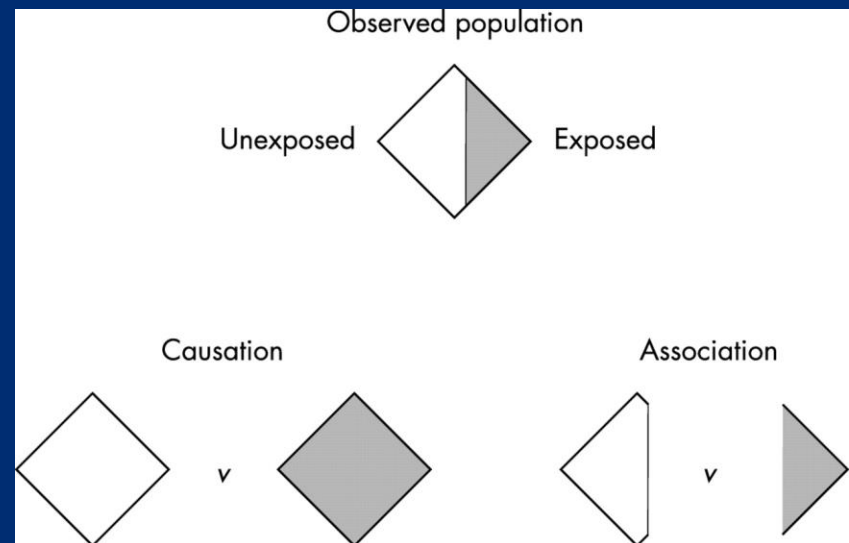 Observed population
Unexposed Exposed
Causation Association
v v